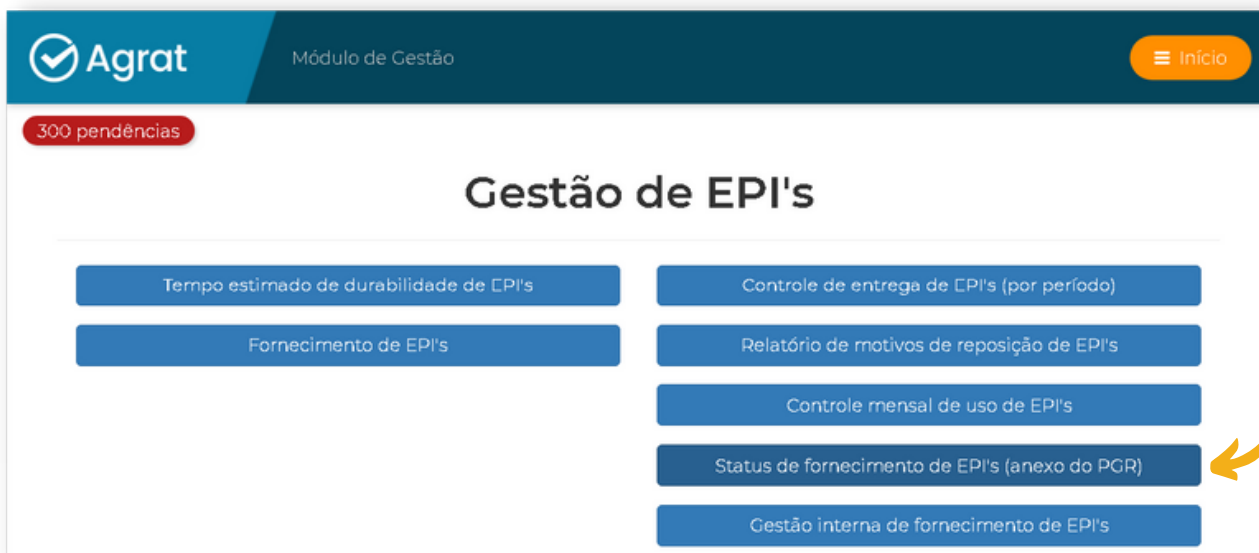 Agrat
Módulo de Gestão
Início
300 pendências
Gestão de EPI's
Tempo estimado de durabilidade de EPI's
Fornecimento de EPI's
Controle de entrega de EPI's (por período)
Relatório de motivos de reposição de EPI's
Controle mensal de uso de EPI's
Status de fornecimento de EPI's (anexo do PGR)
Gestão interna de fornecimento de EPI's